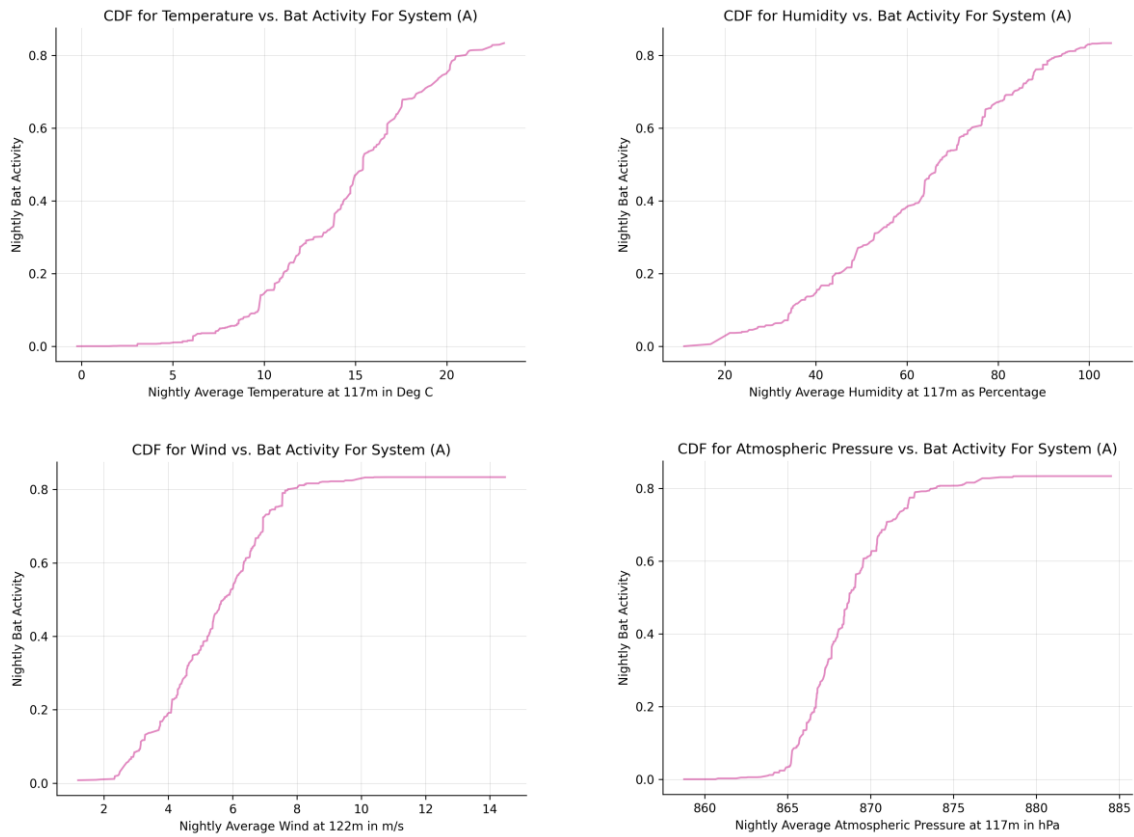 CDF for Temperature vs. Bat Activity For System (A)
Nightly Bat Activity
0.8
0.6
0.4
0.2
0.0
0 5 10 15 20
Nightly Average Temperature at 117m in Deg C
CDF for Humidity vs. Bat Activity For System (A)
Nightly Bat Activity
0.8
0.6
0.4
0.2
0.0
20 40 60 80 100
Nightly Average Humidity at 117m as Percentage
CDF for Wind vs. Bat Activity For System (A)
Nightly Bat Activity
0.8
0.6
0.4
0.2
0.0
2 4 6 8 10 12 14
Nightly Average Wind at 122m in m/s
CDF for Atmospheric Pressure vs. Bat Activity For System (A)
Nightly Bat Activity
0.8
0.6
0.4
0.2
0.0
860 865 870 875 880 885
Nightly Average Atmospheric Pressure at 117m in hPa